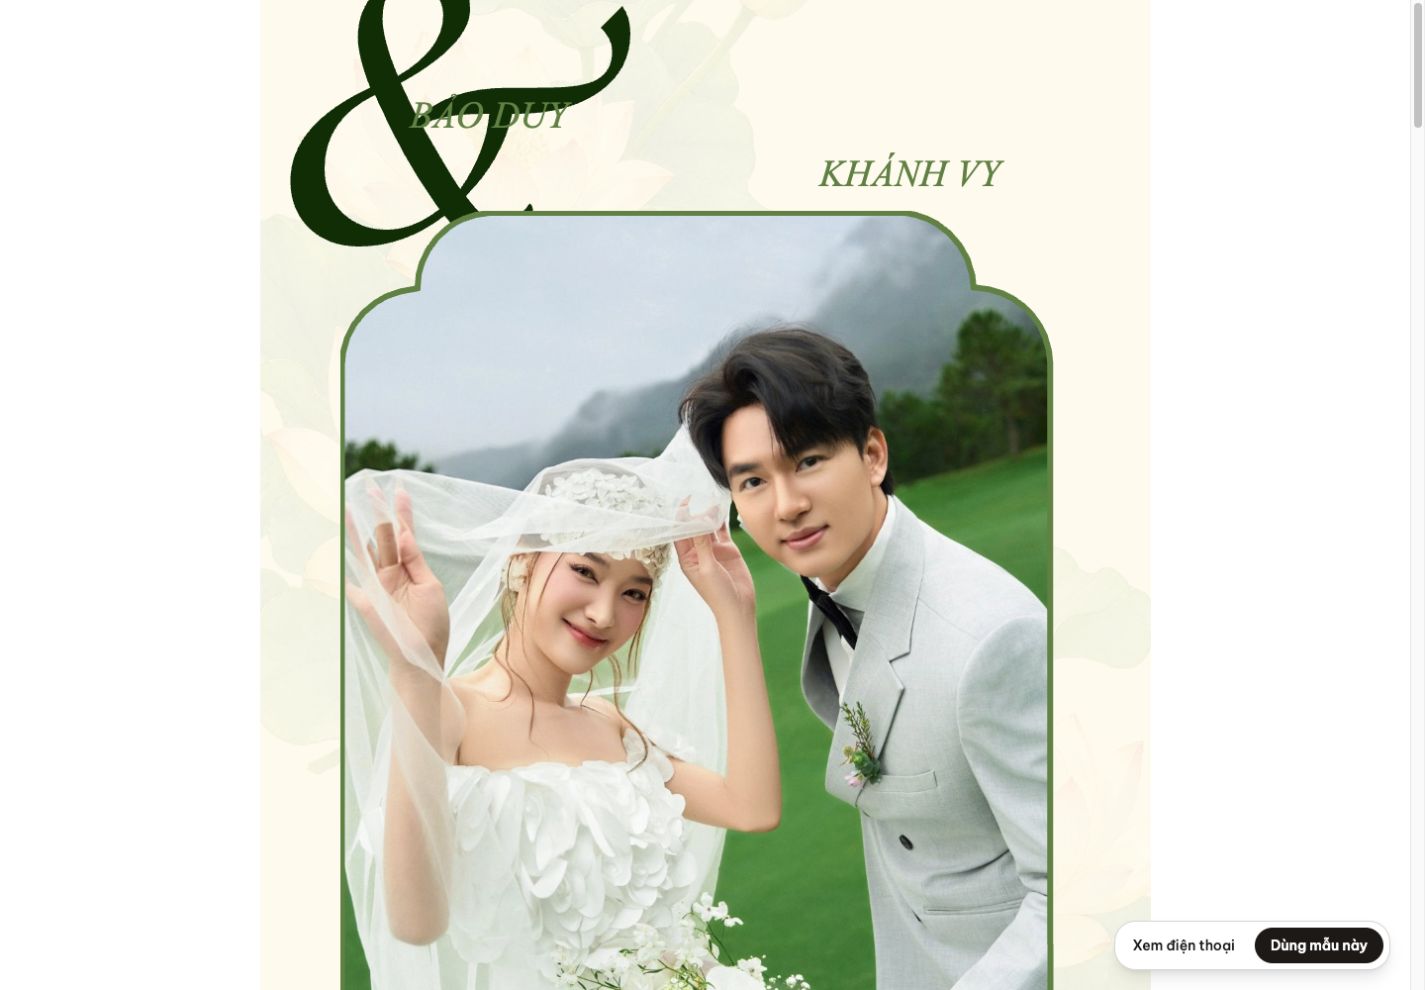 &
BẢO DUY
KHÁNH VY
Xem điện thoại
Dùng mẫu này